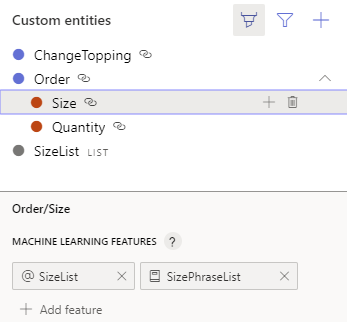 Custom entities
ChangeTopping
Order
Size
Quantity
SizeList LIST
Order/Size
MACHINE LEARNING FEATURES ?
@ SizeList × SizePhraseList ×
+ Add feature